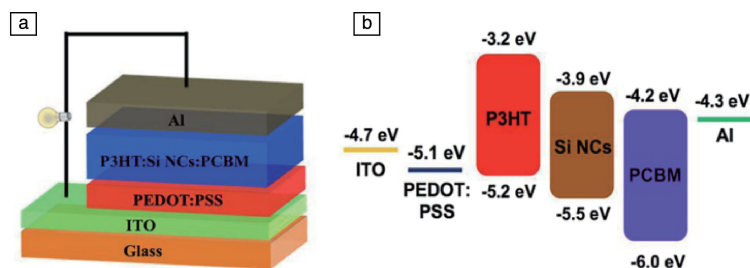 a
Al
P3HT:Si NCs:PCBM
PEDOT:PSS
ITO
Glass
b
-3.2 eV
-3.9 eV
-4.2 eV
-4.3 eV
Al
-4.7 eV
ITO
-5.1 eV
PEDOT:
PSS
P3HT
Si NCs
PCBM
-5.2 eV
-5.5 eV
-6.0 eV